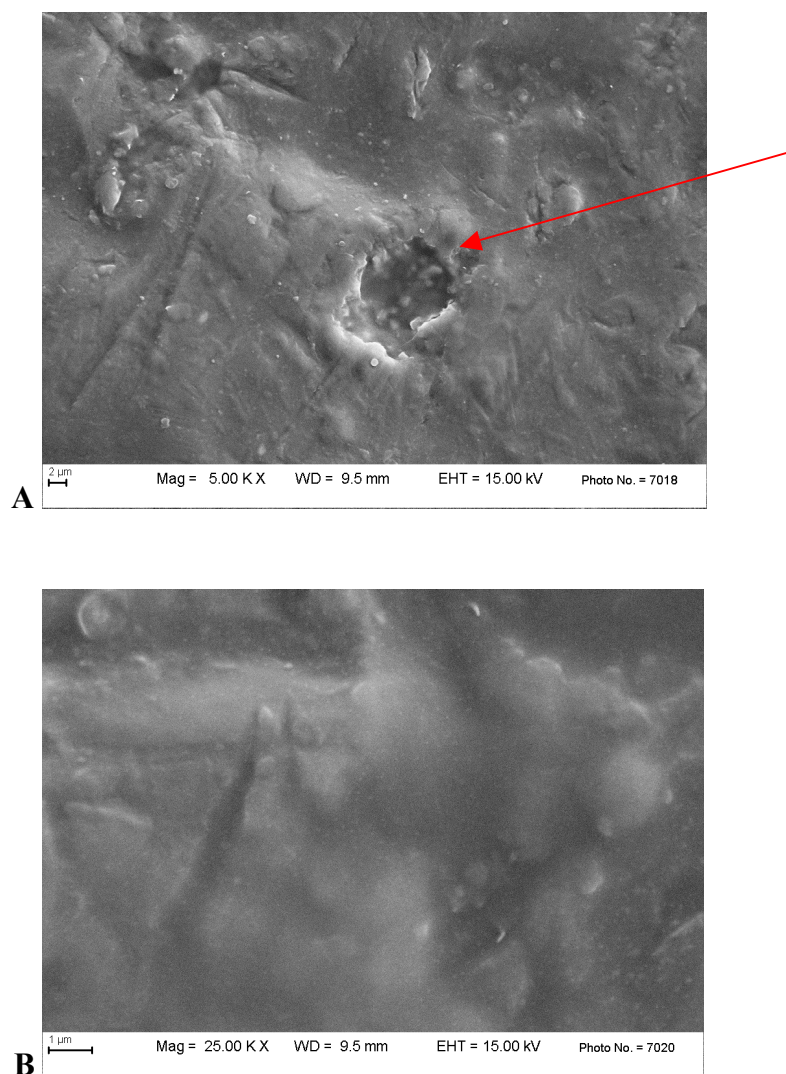 2 µm Mag = 5.00 K X WD = 9.5 mm EHT = 15.00 kV Photo No. = 7018
A
1 µm Mag = 25.00 K X WD = 9.5 mm EHT = 15.00 kV Photo No. = 7020
B